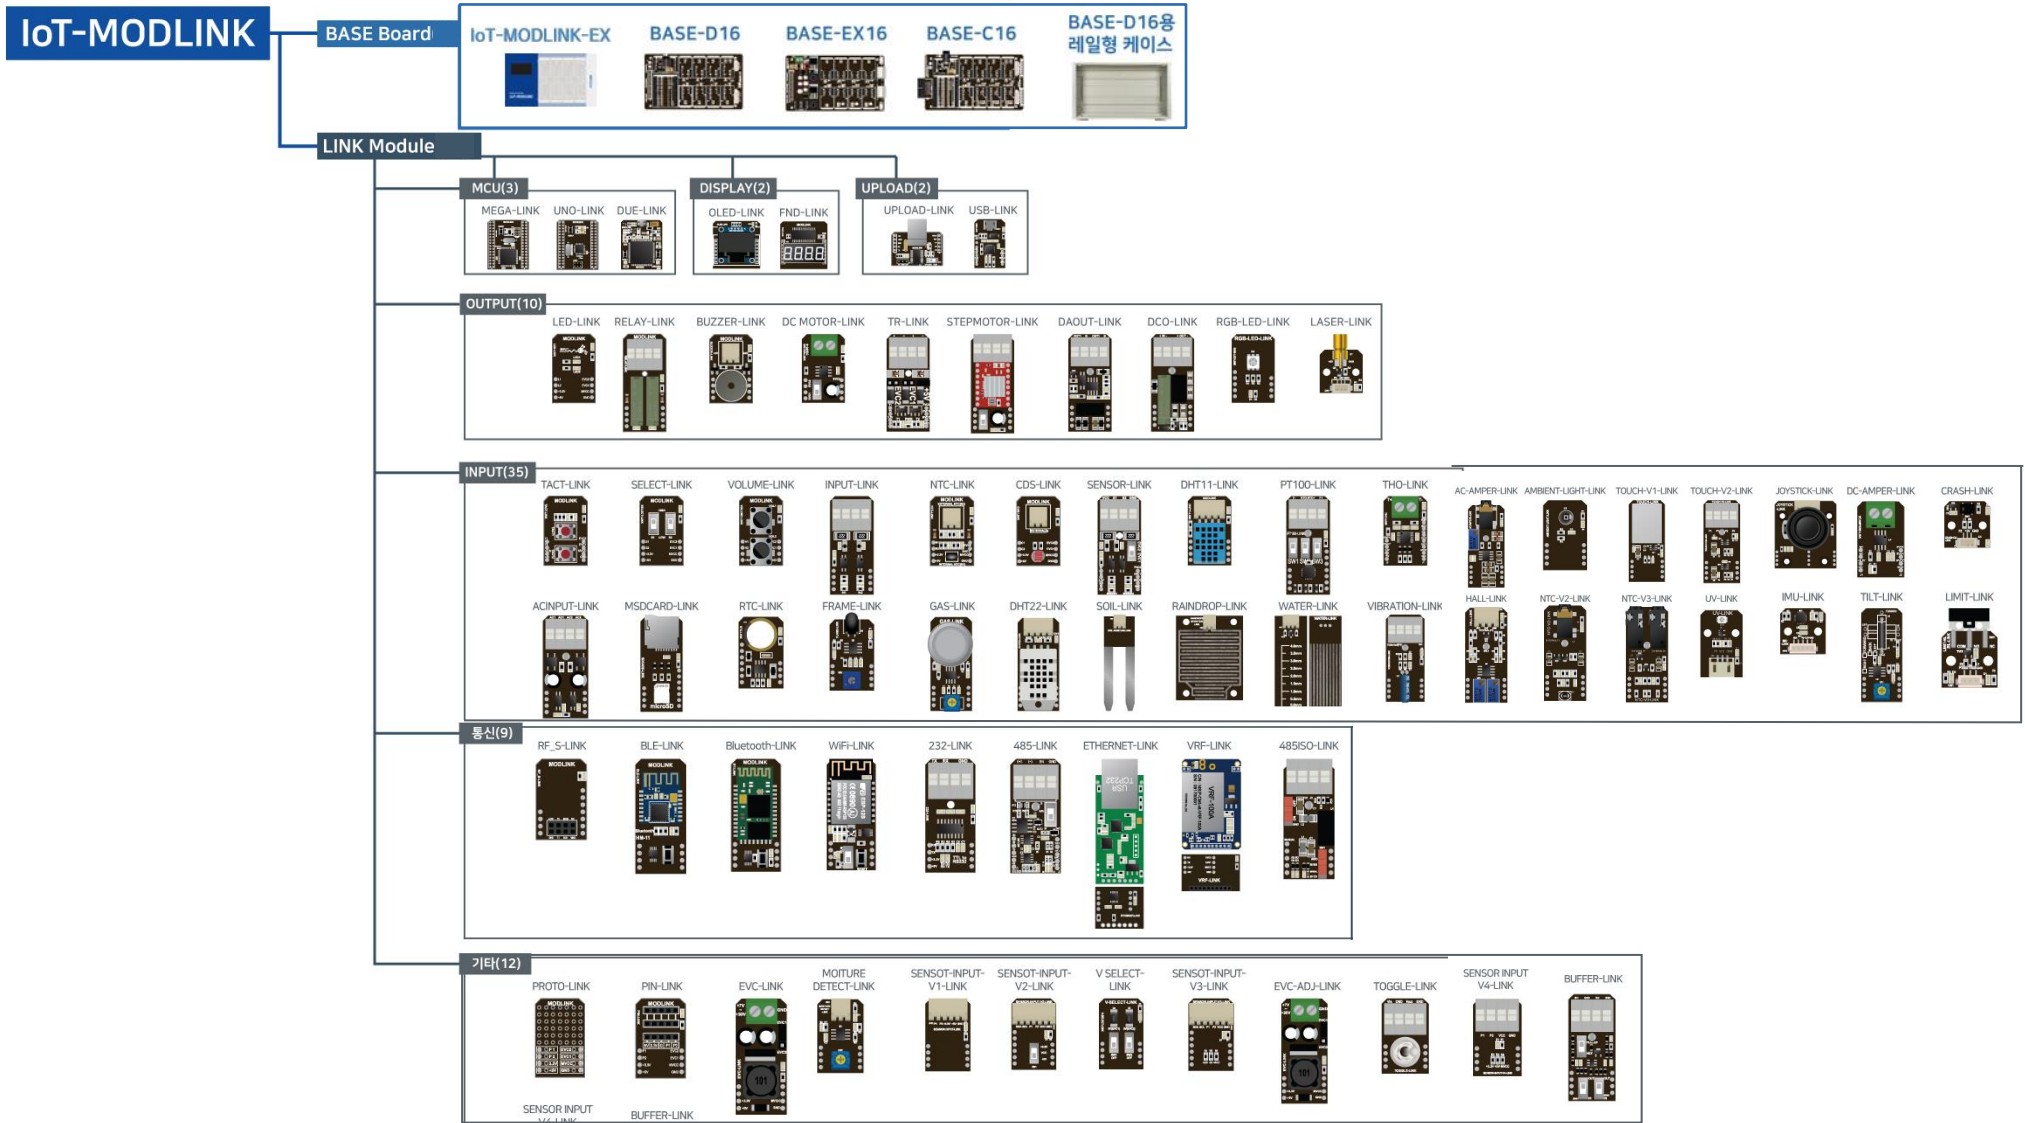 IoT-MODLINK
BASE Board
IoT-MODLINK-EX
BASE-D16
BASE-EX16
BASE-C16
BASE-D16용
레일형 케이스
LINK Module
MCU(3)
MEGA-LINK
UNO-LINK
DUE-LINK
DISPLAY(2)
OLED-LINK
FND-LINK
UPLOAD(2)
UPLOAD-LINK
USB-LINK
OUTPUT(10)
LED-LINK
RELAY-LINK
BUZZER-LINK
DC MOTOR-LINK
TR-LINK
STEPMOTOR-LINK
DAOUT-LINK
DCO-LINK
RGB-LED-LINK
LASER-LINK
INPUT(35)
TACT-LINK
SELECT-LINK
VOLUME-LINK
INPUT-LINK
NTC-LINK
CDS-LINK
SENSOR-LINK
DHT11-LINK
PT100-LINK
THO-LINK
AC-AMPER-LINK
AMBIENT-LIGHT-LINK
TOUCH-V1-LINK
TOUCH-V2-LINK
JOYSTICK-LINK
DC-AMPER-LINK
CRASH-LINK
ACINPUT-LINK
MSDCARD-LINK
RTC-LINK
FRAME-LINK
GAS-LINK
DHT22-LINK
SOIL-LINK
RAINDROP-LINK
WATER-LINK
VIBRATION-LINK
HALL-LINK
NTC-V2-LINK
NTC-V3-LINK
UV-LINK
IMU-LINK
TILT-LINK
LIMIT-LINK
통신(9)
RF_S-LINK
BLE-LINK
Bluetooth-LINK
WiFi-LINK
232-LINK
485-LINK
ETHERNET-LINK
VRF-LINK
485ISO-LINK
기타(12)
PROTO-LINK
PIN-LINK
EVC-LINK
MOITURE
DETECT-LINK
SENSOT-INPUT-
V1-LINK
SENSOT-INPUT-
V2-LINK
V SELECT-
LINK
SENSOT-INPUT-
V3-LINK
EVC-ADJ-LINK
TOGGLE-LINK
SENSOR INPUT
V4-LINK
BUFFER-LINK
SENSOR INPUT
V4-LINK
BUFFER-LINK